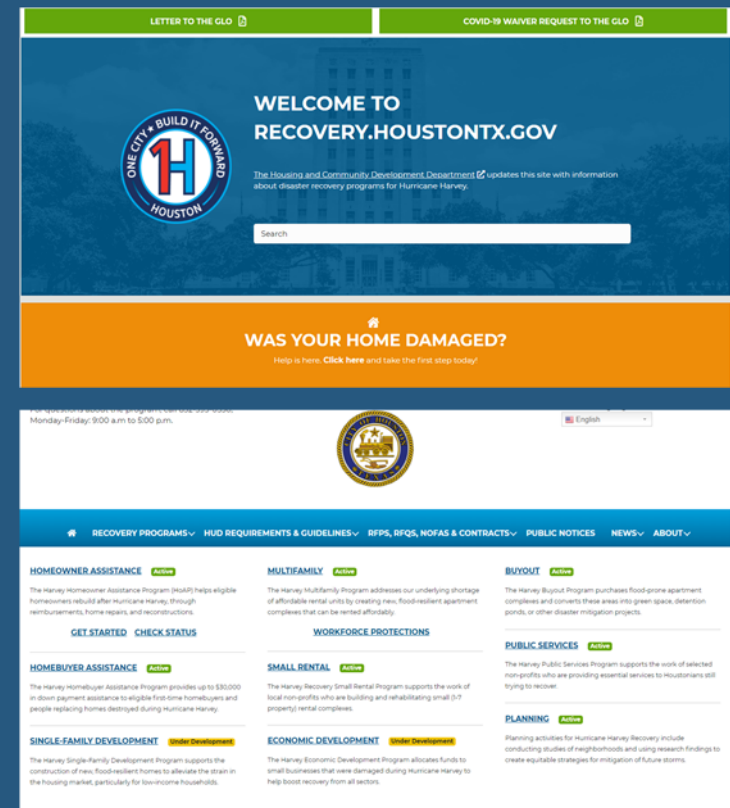 LETTER TO THE GLO
COVID-19 WAIVER REQUEST TO THE GLO
ONE CITY ★ BUILD IT FORWARD
1H
HOUSTON
WELCOME TO
RECOVERY.HOUSTONTX.GOV
The Housing and Community Development Department updates this site with information
about disaster recovery programs for Hurricane Harvey.
Search
WAS YOUR HOME DAMAGED?
Help is here. Click here and take the first step today!
Monday-Friday: 9:00 a.m to 5:00 p.m.
CITY OF HOUSTON
TEXAS
English
RECOVERY PROGRAMS
HUD REQUIREMENTS & GUIDELINES
RFPS, RFQS, NOFAS & CONTRACTS
PUBLIC NOTICES
NEWS
ABOUT
HOMEOWNER ASSISTANCE Active
The Harvey Homeowner Assistance Program (HoAP) helps eligible
homeowners rebuild after Hurricane Harvey, through
reimbursements, home repairs, and reconstructions.
GET STARTED CHECK STATUS
HOMEBUYER ASSISTANCE Active
The Harvey Homebuyer Assistance Program provides up to $30,000
in down payment assistance to eligible first-time homebuyers and
people replacing homes destroyed during Hurricane Harvey.
SINGLE-FAMILY DEVELOPMENT Under Development
The Harvey Single-Family Development Program supports the
construction of new, flood-resilient homes to alleviate the strain in
the housing market, particularly for low-income households.
MULTIFAMILY Active
The Harvey Multifamily Program addresses our underlying shortage
of affordable rental units by creating new, flood-resilient apartment
complexes that can be rented affordably.
WORKFORCE PROTECTIONS
SMALL RENTAL Active
The Harvey Recovery Small Rental Program supports the work of
local non-profits who are building and rehabilitating small (1-7
property) rental complexes.
ECONOMIC DEVELOPMENT Under Development
The Harvey Economic Development Program allocates funds to
small businesses that were damaged during Hurricane Harvey to
help boost recovery from all sectors.
BUYOUT Active
The Harvey Buyout Program purchases flood-prone apartment
complexes and converts these areas into green space, detention
ponds, or other disaster mitigation projects.
PUBLIC SERVICES Active
The Harvey Public Services Program supports the work of selected
non-profits who are providing essential services to Houstonians still
trying to recover.
PLANNING Active
Planning activities for Hurricane Harvey Recovery include
conducting studies of neighborhoods and using research findings to
create equitable strategies for mitigation of future storms.